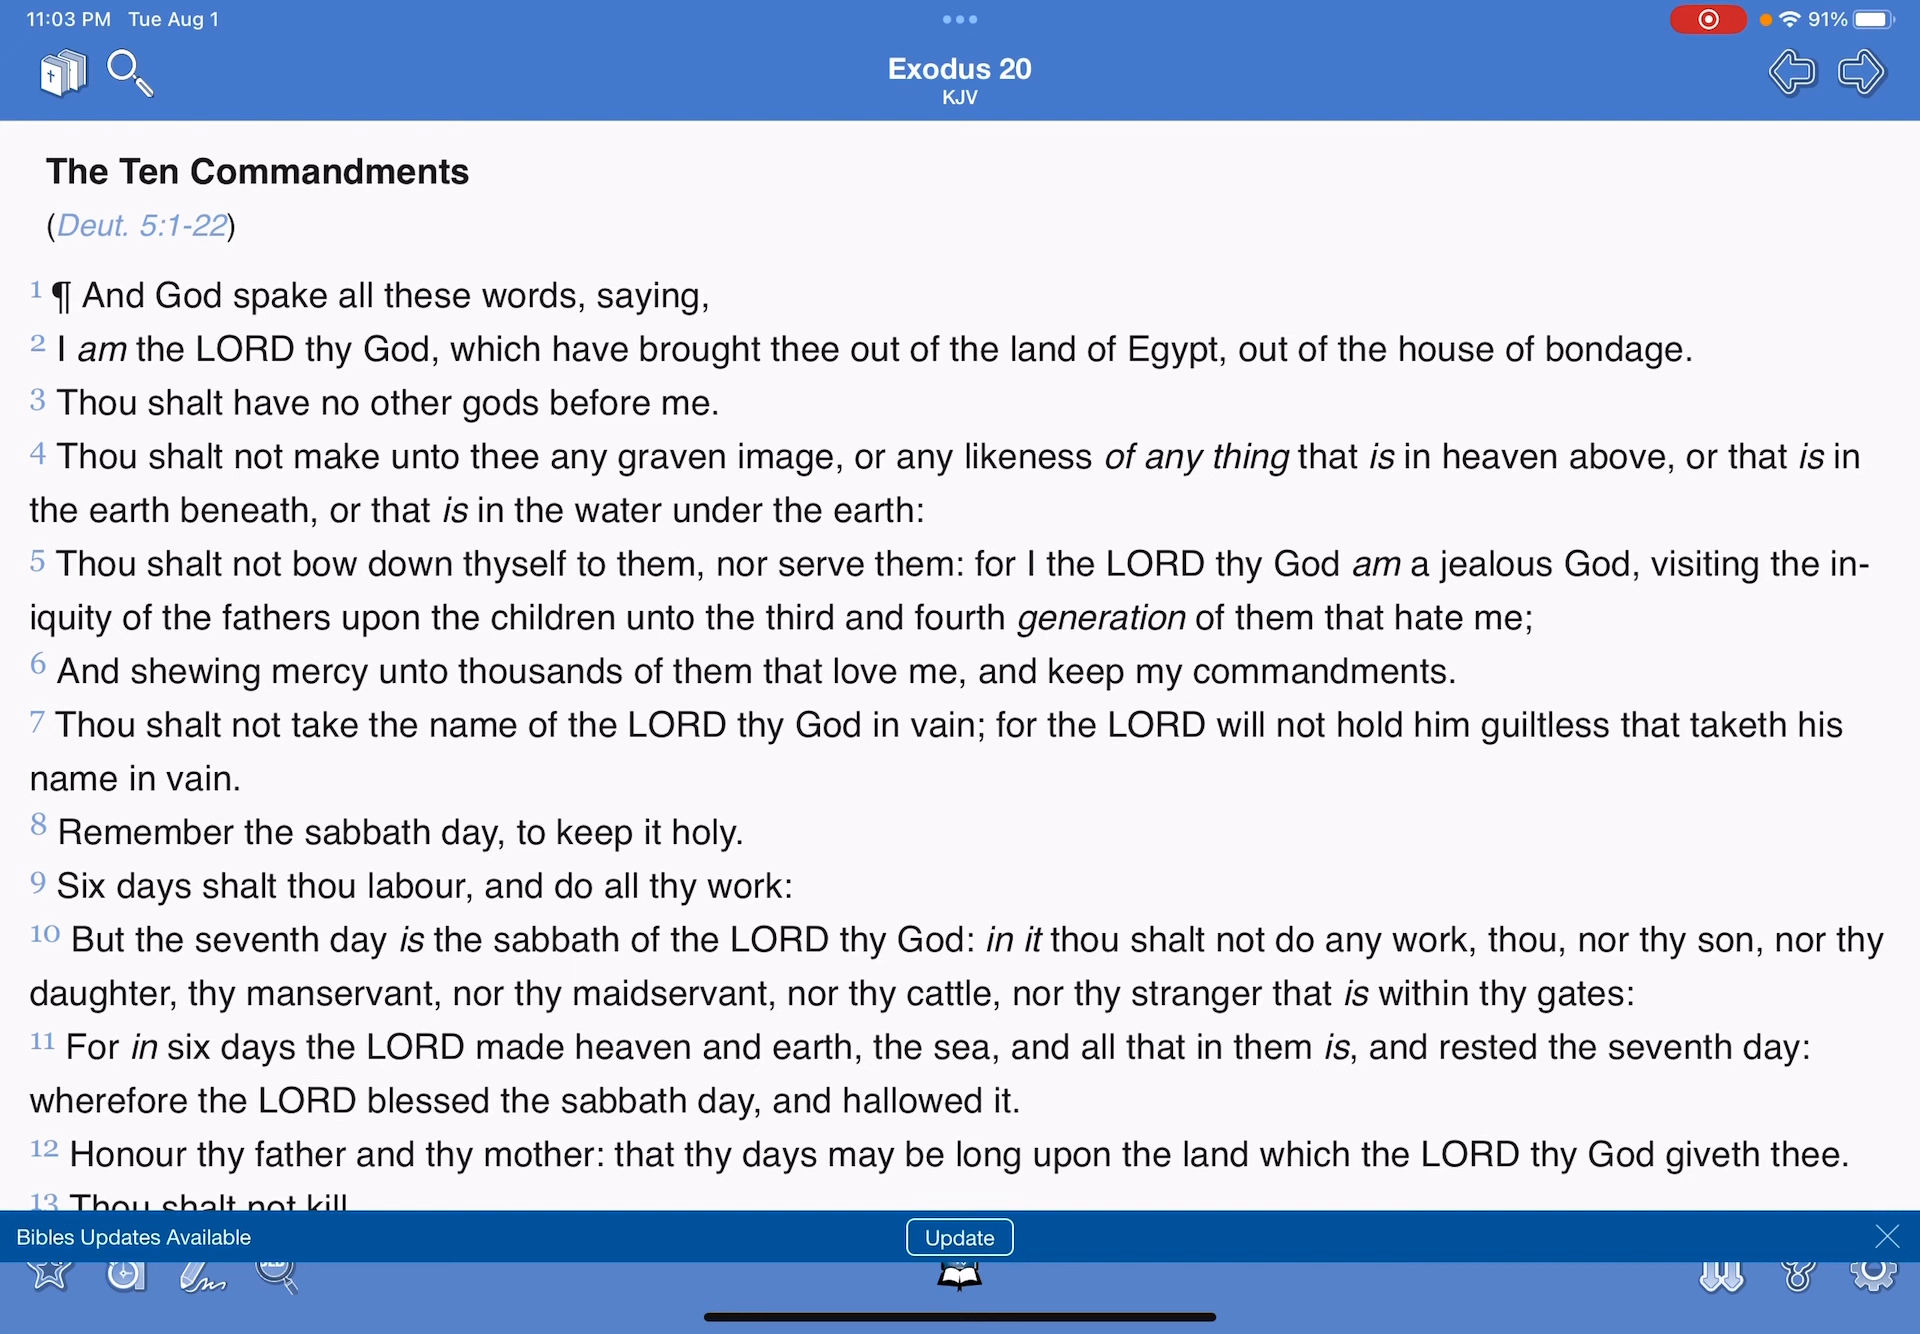 11:03 PM Tue Aug 1
91%
Exodus 20
KJV
The Ten Commandments
(Deut. 5:1-22)
1 ¶ And God spake all these words, saying,
2 I am the LORD thy God, which have brought thee out of the land of Egypt, out of the house of bondage.
3 Thou shalt have no other gods before me.
4 Thou shalt not make unto thee any graven image, or any likeness of any thing that is in heaven above, or that is in
the earth beneath, or that is in the water under the earth:
5 Thou shalt not bow down thyself to them, nor serve them: for I the LORD thy God am a jealous God, visiting the in-
iquity of the fathers upon the children unto the third and fourth generation of them that hate me;
6 And shewing mercy unto thousands of them that love me, and keep my commandments.
7 Thou shalt not take the name of the LORD thy God in vain; for the LORD will not hold him guiltless that taketh his
name in vain.
8 Remember the sabbath day, to keep it holy.
9 Six days shalt thou labour, and do all thy work:
10 But the seventh day is the sabbath of the LORD thy God: in it thou shalt not do any work, thou, nor thy son, nor thy
daughter, thy manservant, nor thy maidservant, nor thy cattle, nor thy stranger that is within thy gates:
11 For in six days the LORD made heaven and earth, the sea, and all that in them is, and rested the seventh day:
wherefore the LORD blessed the sabbath day, and hallowed it.
12 Honour thy father and thy mother: that thy days may be long upon the land which the LORD thy God giveth thee.
13 Thou shalt not kill
Bibles Updates Available
Update